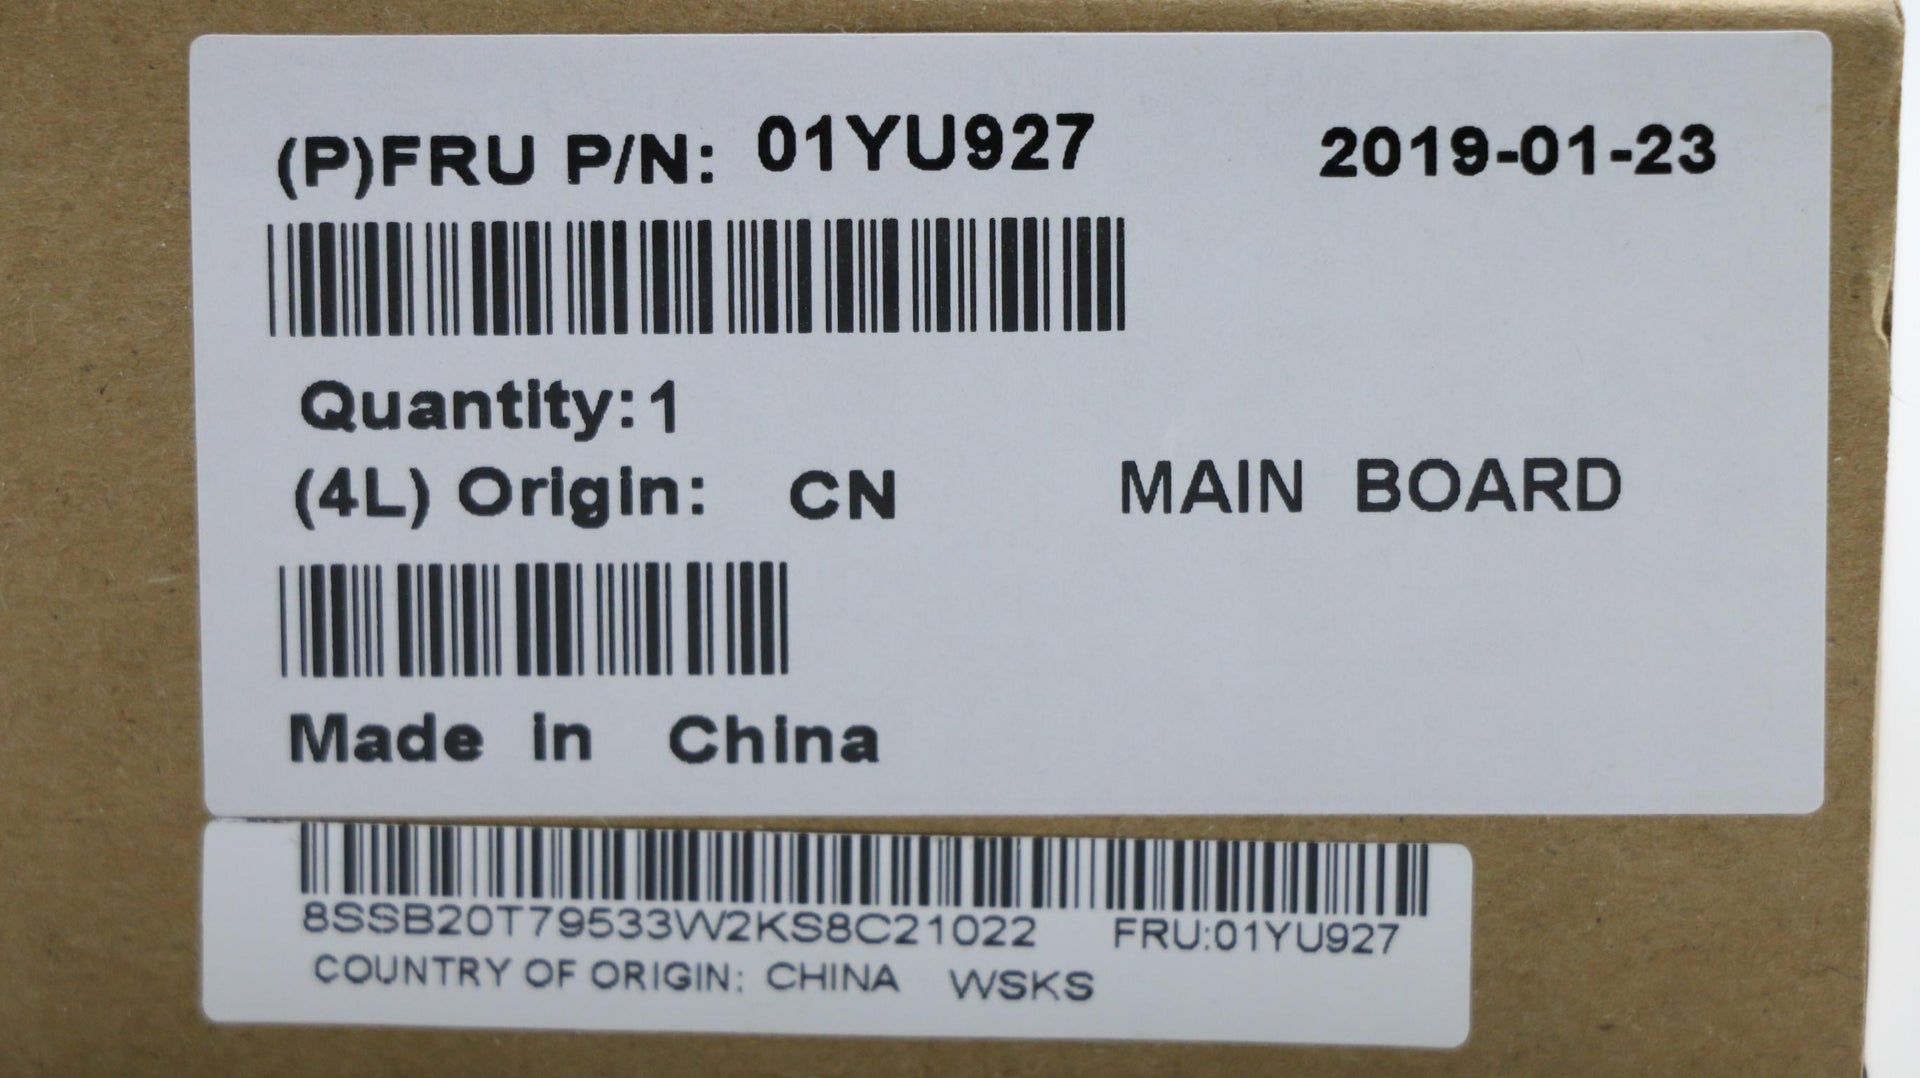 (P)FRU P/N: 01YU927 2019-01-23
Quantity:1
(4L) Origin: CN MAIN BOARD
Made in China
8SSB20T79533W2KS8C21022 FRU:01YU927
COUNTRY OF ORIGIN: CHINA WSKS